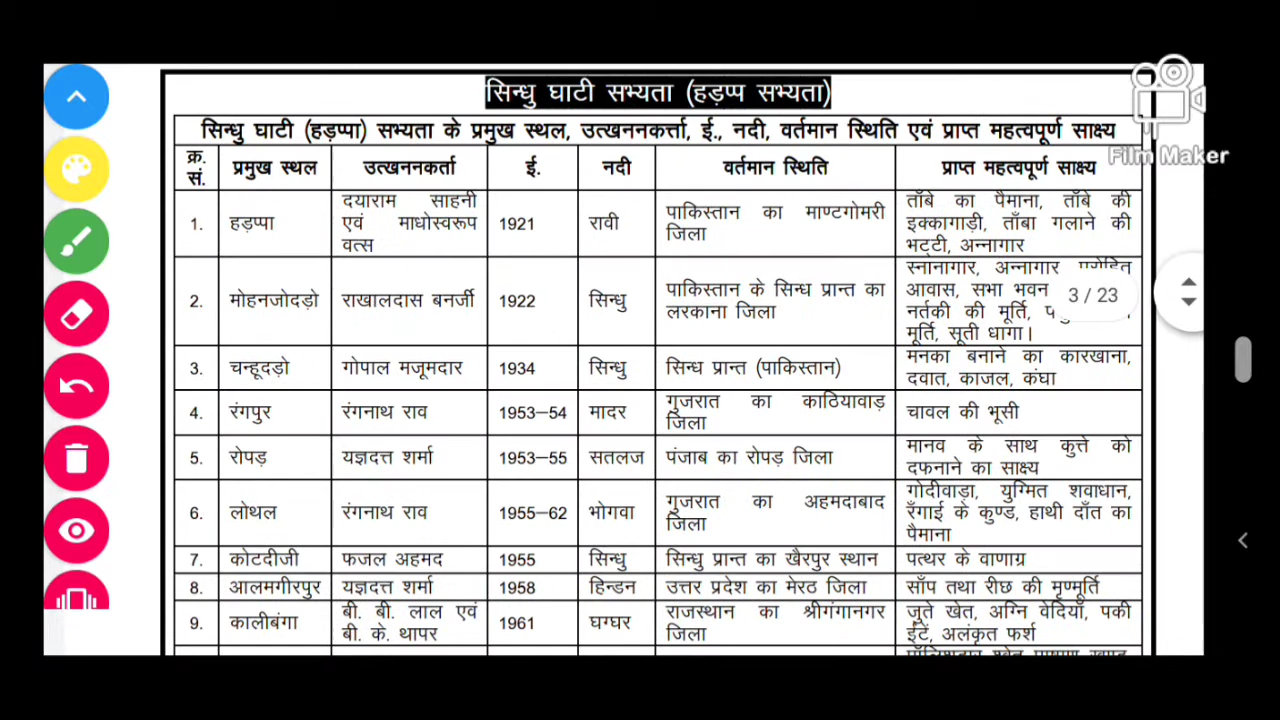 सिन्धु घाटी सभ्यता (हड़प्प सभ्यता)
सिन्धु घाटी (हड़प्पा) सभ्यता के प्रमुख स्थल, उत्खननकर्त्ता, ई., नदी, वर्तमान स्थिति एवं प्राप्त महत्वपूर्ण साक्ष्य
Film Maker
क्र. सं. प्रमुख स्थल उत्खननकर्ता ई. नदी वर्तमान स्थिति प्राप्त महत्वपूर्ण साक्ष्य
1. हड़प्पा दयाराम साहनी एवं माधोस्वरूप वत्स 1921 रावी पाकिस्तान का माण्टगोमरी जिला ताँबे का पैमाना, ताँबे की इक्कागाड़ी, ताँबा गलाने की भट्टी, अन्नागार
2. मोहनजोदड़ो राखालदास बनर्जी 1922 सिन्धु पाकिस्तान के सिन्ध प्रान्त का लरकाना जिला स्नानागार, अन्नागार आवास, सभा भवन नर्तकी की मूर्ति, मूर्ति, सूती धागा।
3 / 23
3. चन्हूदड़ो गोपाल मजूमदार 1934 सिन्धु सिन्ध प्रान्त (पाकिस्तान) मनका बनाने का कारखाना, दवात, काजल, कंघा
4. रंगपुर रंगनाथ राव 1953–54 मादर गुजरात का काठियावाड़ जिला चावल की भूसी
5. रोपड़ यज्ञदत्त शर्मा 1953–55 सतलज पंजाब का रोपड़ जिला मानव के साथ कुत्ते को दफनाने का साक्ष्य
6. लोथल रंगनाथ राव 1955–62 भोगवा गुजरात का अहमदाबाद जिला गोदीवाड़ा, युग्मित शवाधान, रँगाई के कुण्ड, हाथी दाँत का पैमाना
7. कोटदीजी फजल अहमद 1955 सिन्धु सिन्धु प्रान्त का खैरपुर स्थान पत्थर के वाणाग्र
8. आलमगीरपुर यज्ञदत्त शर्मा 1958 हिन्डन उत्तर प्रदेश का मेरठ जिला साँप तथा रीछ की मृण्मूर्ति
9. कालीबंगा बी. बी. लाल एवं बी. के. थापर 1961 घग्घर राजस्थान का श्रीगंगानगर जिला जुते खेत, अग्नि वेदियाँ, पकी ईंटें, अलंकृत फर्श